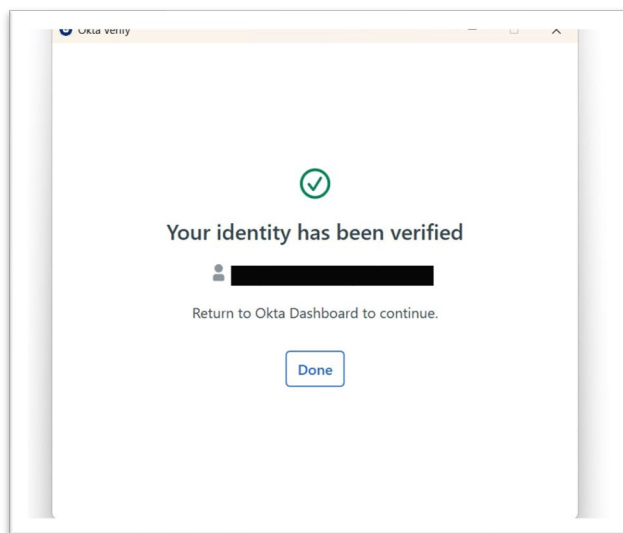 Okta Verify
Your identity has been verified
Return to Okta Dashboard to continue.
Done